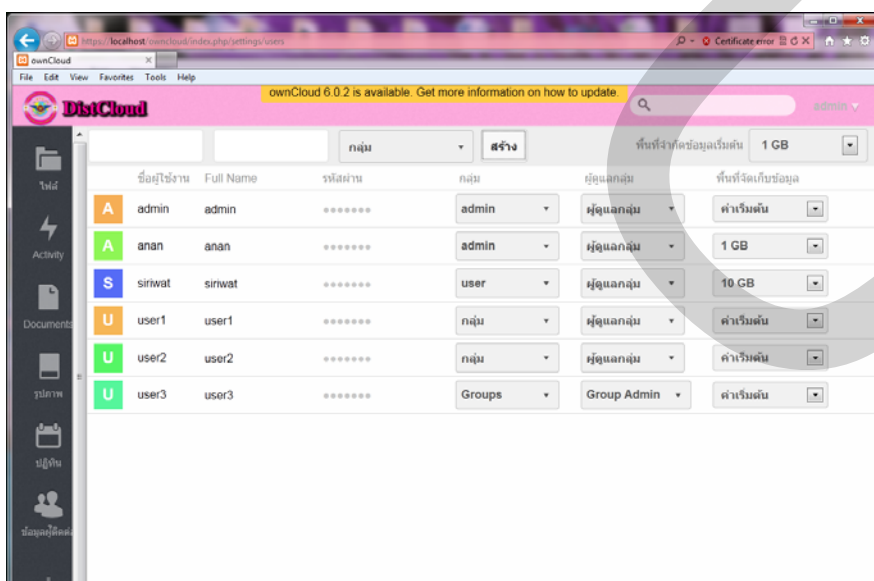 https://localhost/owncloud/index.php/settings/users
Certificate error
ownCloud
File Edit View Favorites Tools Help
ownCloud 6.0.2 is available. Get more information on how to update.
DistCloud
admin
กลุ่ม สร้าง พื้นที่จำกัดข้อมูลเริ่มต้น 1 GB
ชื่อผู้ใช้งาน Full Name รหัสผ่าน กลุ่ม ผู้ดูแลกลุ่ม พื้นที่จัดเก็บข้อมูล
A admin admin ●●●●●●● admin ผู้ดูแลกลุ่ม ค่าเริ่มต้น
A anan anan ●●●●●●● admin ผู้ดูแลกลุ่ม 1 GB
S siriwat siriwat ●●●●●●● user ผู้ดูแลกลุ่ม 10 GB
U user1 user1 ●●●●●●● กลุ่ม ผู้ดูแลกลุ่ม ค่าเริ่มต้น
U user2 user2 ●●●●●●● กลุ่ม ผู้ดูแลกลุ่ม ค่าเริ่มต้น
U user3 user3 ●●●●●●● Groups Group Admin ค่าเริ่มต้น
ไฟล์
Activity
Documents
รูปภาพ
ปฏิทิน
ข้อมูลผู้ติดต่อ